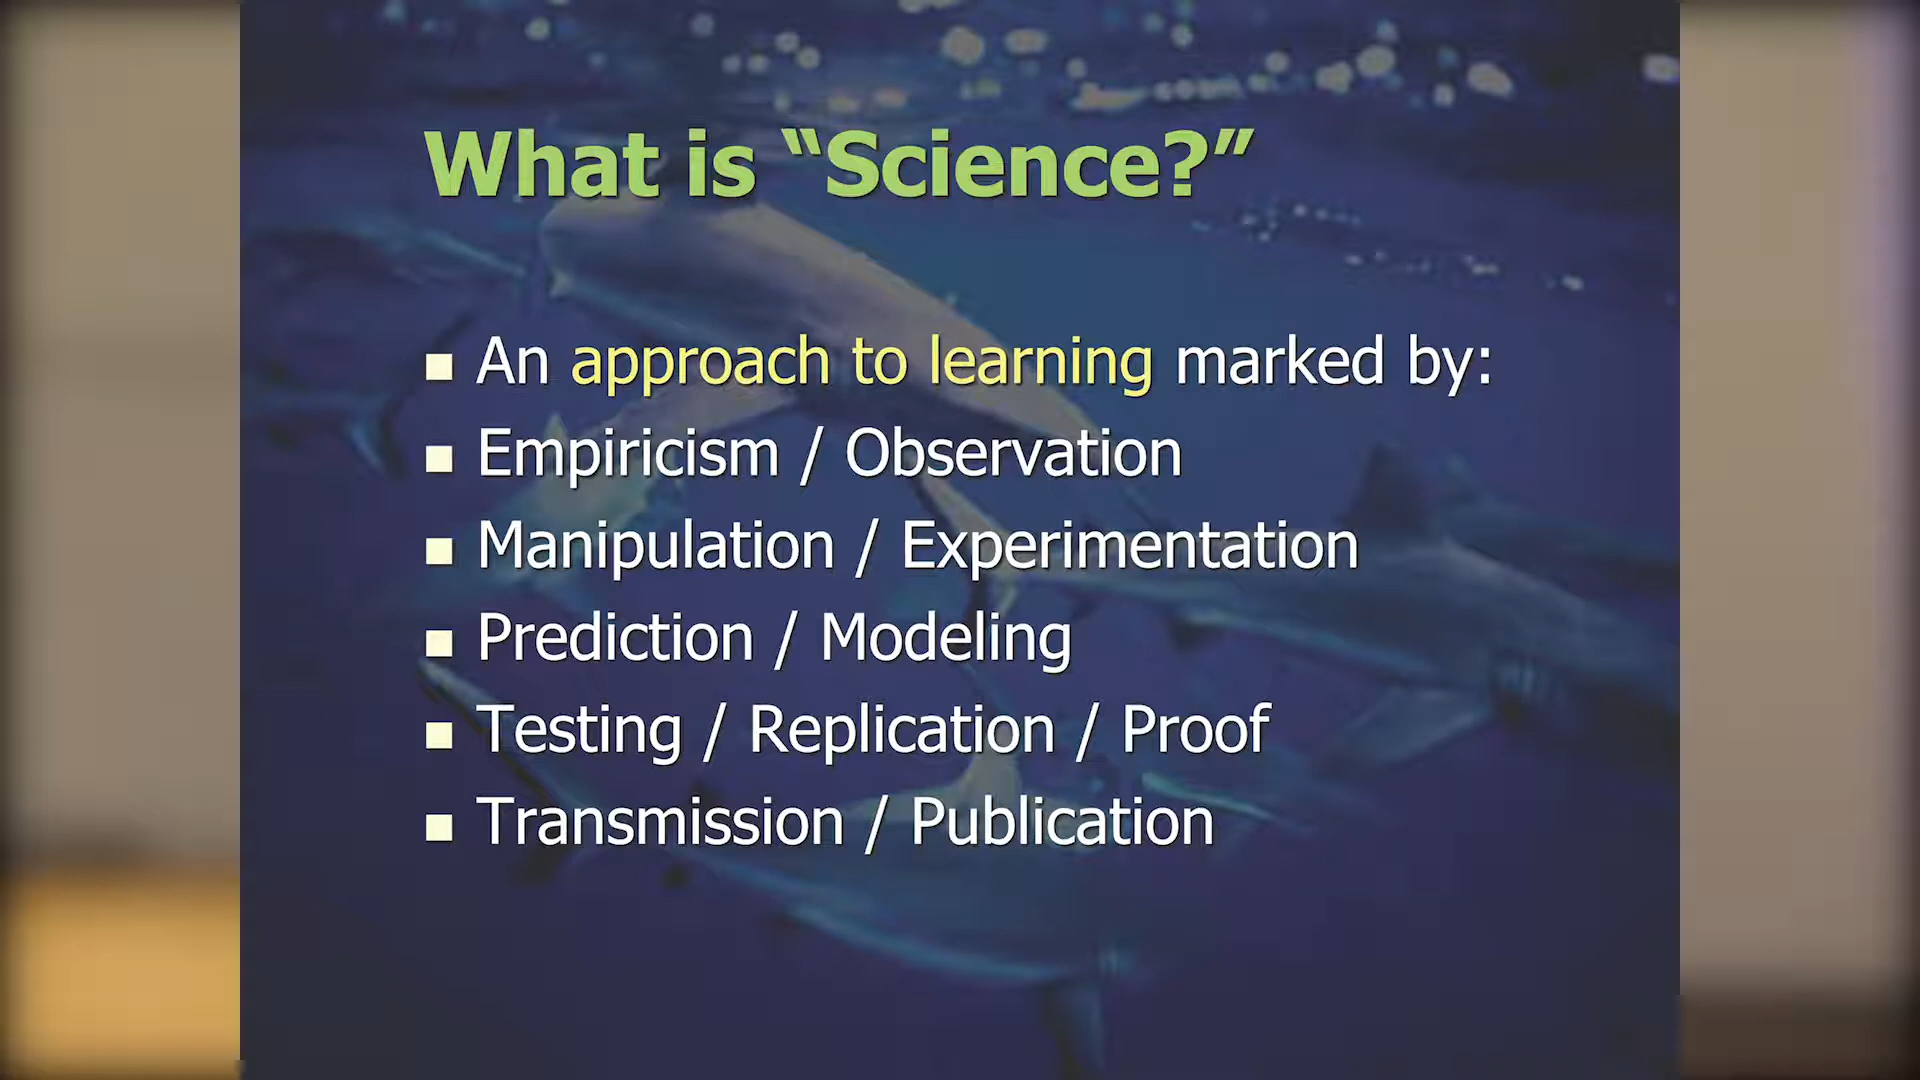 What is “Science?”
An approach to learning marked by:
Empiricism / Observation
Manipulation / Experimentation
Prediction / Modeling
Testing / Replication / Proof
Transmission / Publication